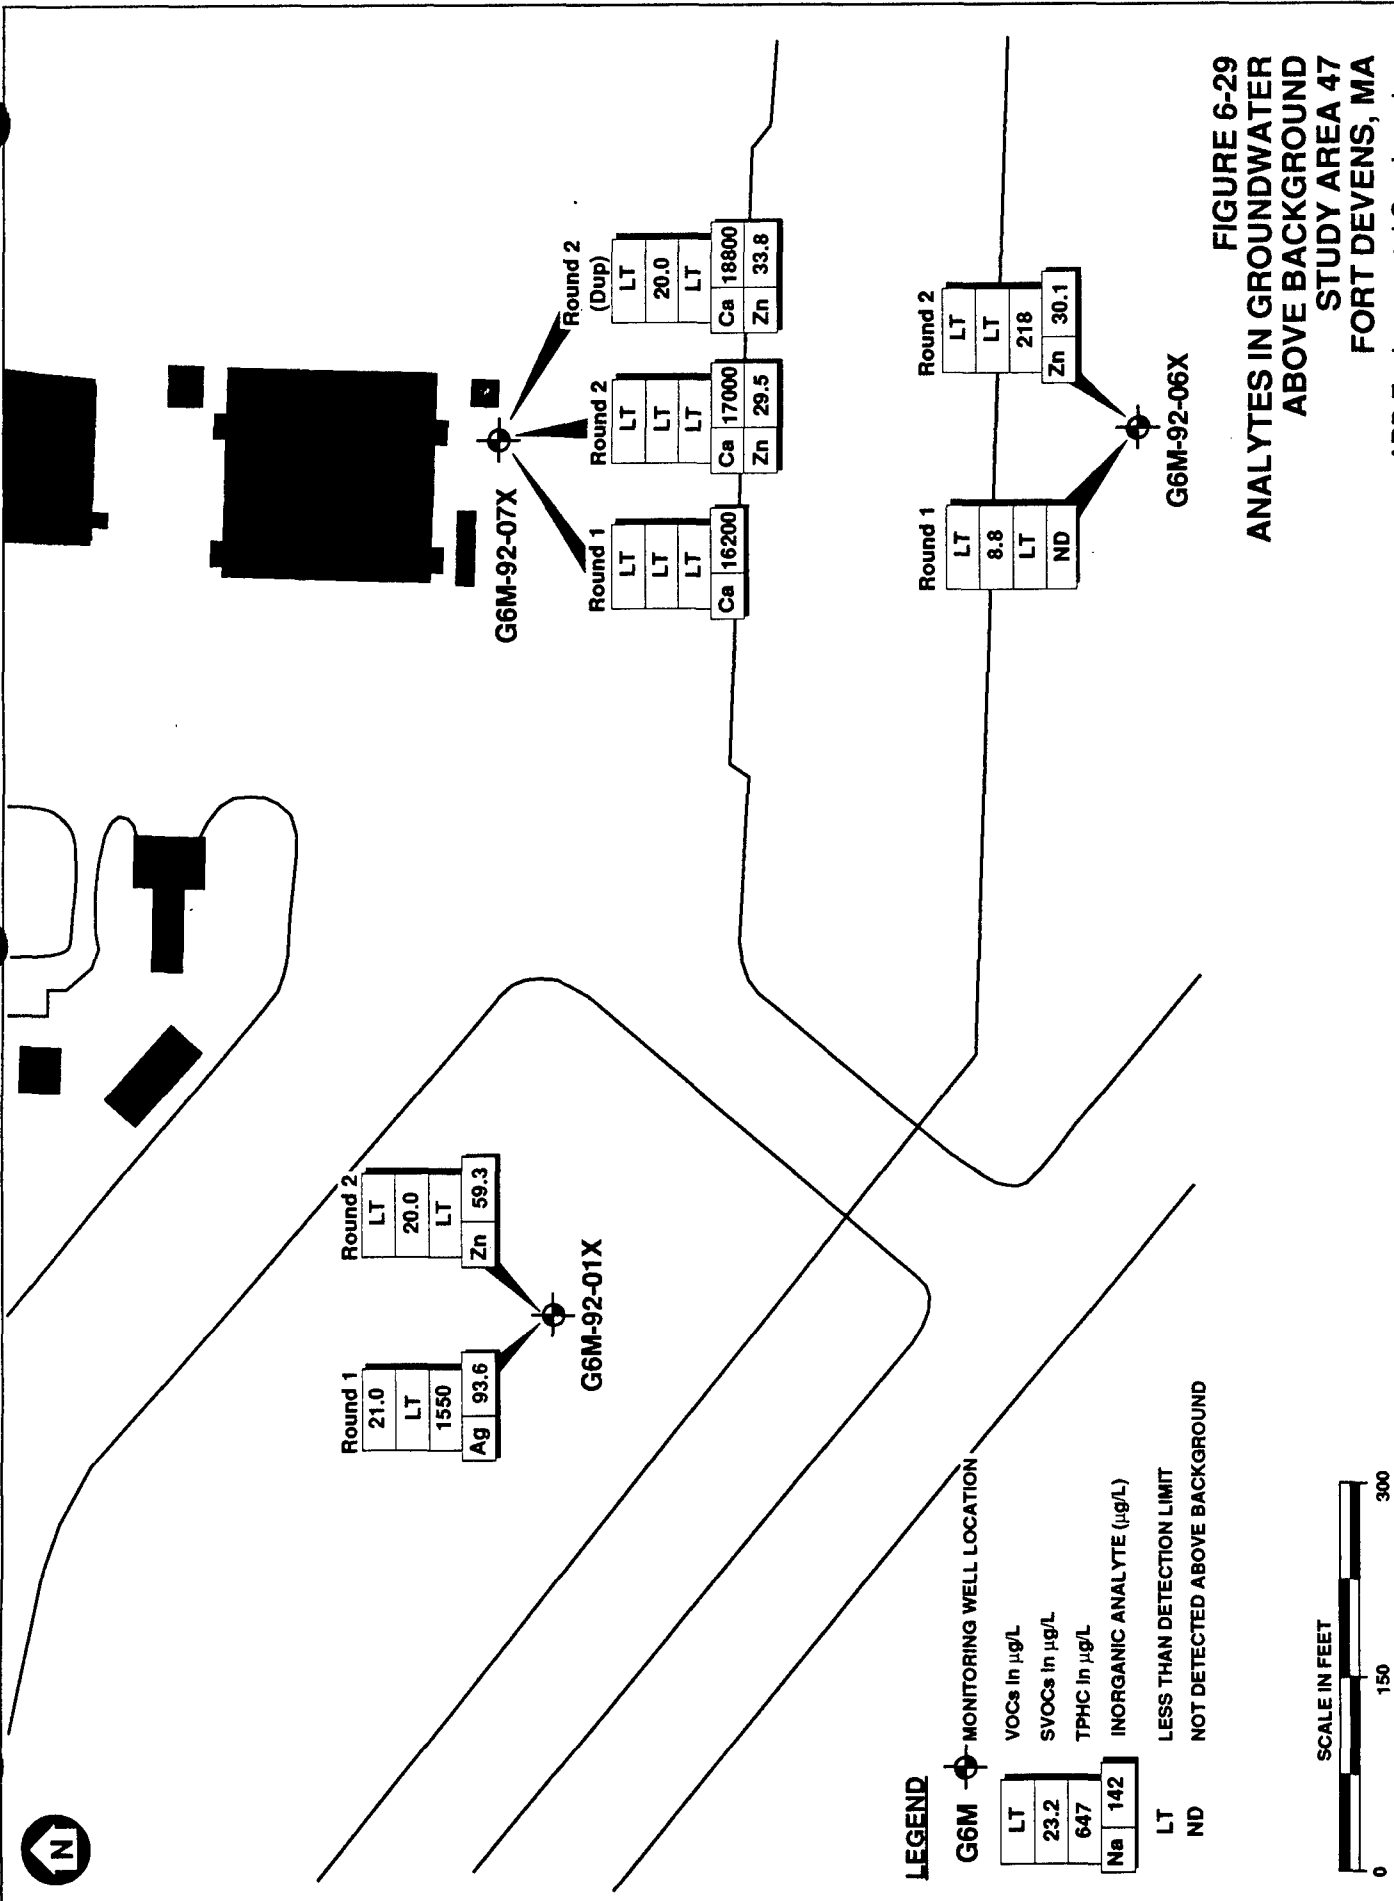 N
Round 1
21.0
LT
1550
Ag 93.6
Round 2
LT
20.0
LT
Zn 59.3
G6M-92-01X
G6M-92-07X
Round 1
LT
LT
LT
Ca 16200
Round 2
LT
LT
LT
Ca 17000
Zn 29.5
Round 2
(Dup)
LT
20.0
LT
Ca 18800
Zn 33.8
Round 1
LT
8.8
LT
ND
Round 2
LT
LT
218
Zn 30.1
G6M-92-06X
LEGEND
G6M MONITORING WELL LOCATION
LT VOCs in µg/L
23.2 SVOCs in µg/L
647 TPHC in µg/L
Na 142 INORGANIC ANALYTE (µg/L)
LT LESS THAN DETECTION LIMIT
ND NOT DETECTED ABOVE BACKGROUND
SCALE IN FEET
0 150 300
FIGURE 6-29
ANALYTES IN GROUNDWATER
ABOVE BACKGROUND
STUDY AREA 47
FORT DEVENS, MA